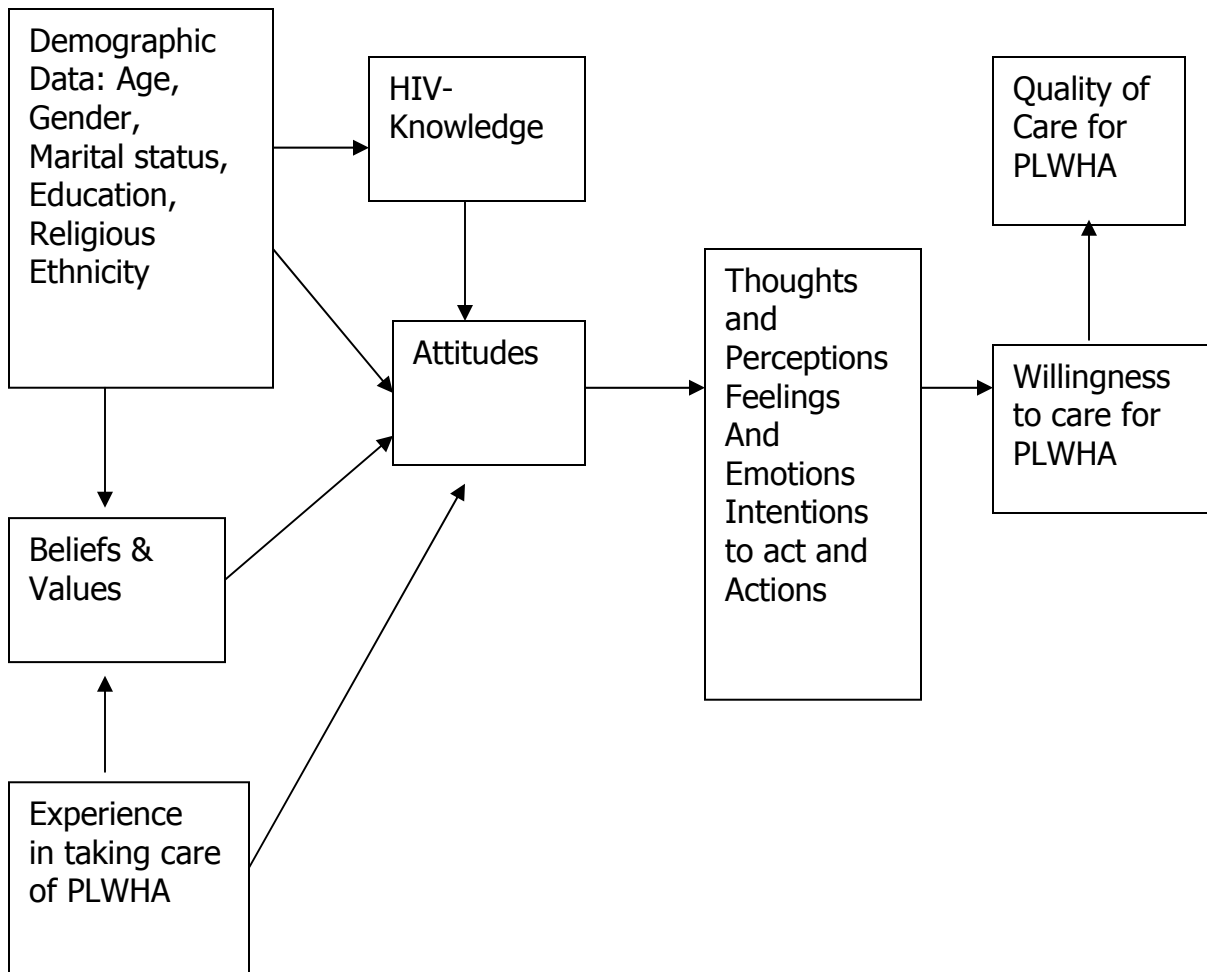 Demographic
Data: Age,
Gender,
Marital status,
Education,
Religious
Ethnicity
HIV-
Knowledge
Quality of
Care for
PLWHA
Attitudes
Thoughts
and
Perceptions
Feelings
And
Emotions
Intentions
to act and
Actions
Willingness
to care for
PLWHA
Beliefs &
Values
Experience
in taking care
of PLWHA